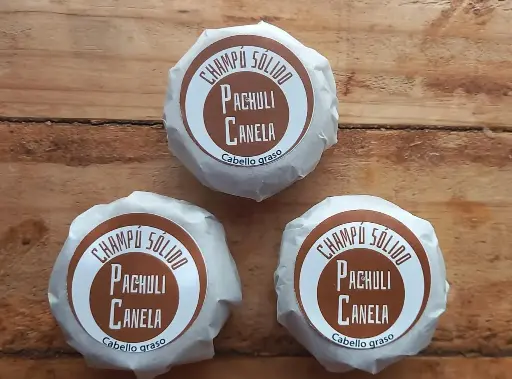 CHAMPÚ SÓLIDO
PACHULI
CANELA
Cabello graso
CHAMPÚ SÓLIDO
PACHULI
CANELA
Cabello graso
CHAMPÚ SÓLIDO
PACHULI
CANELA
Cabello graso